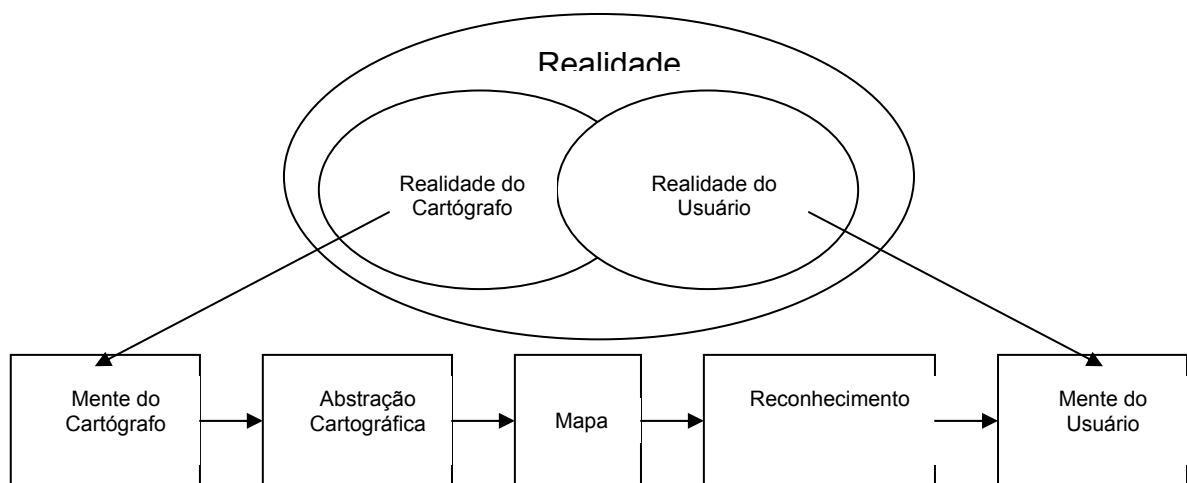 Realidade
Realidade do
Cartógrafo
Realidade do
Usuário
Mente do
Cartógrafo
Abstração
Cartográfica
Mapa
Reconhecimento
Mente do
Usuário